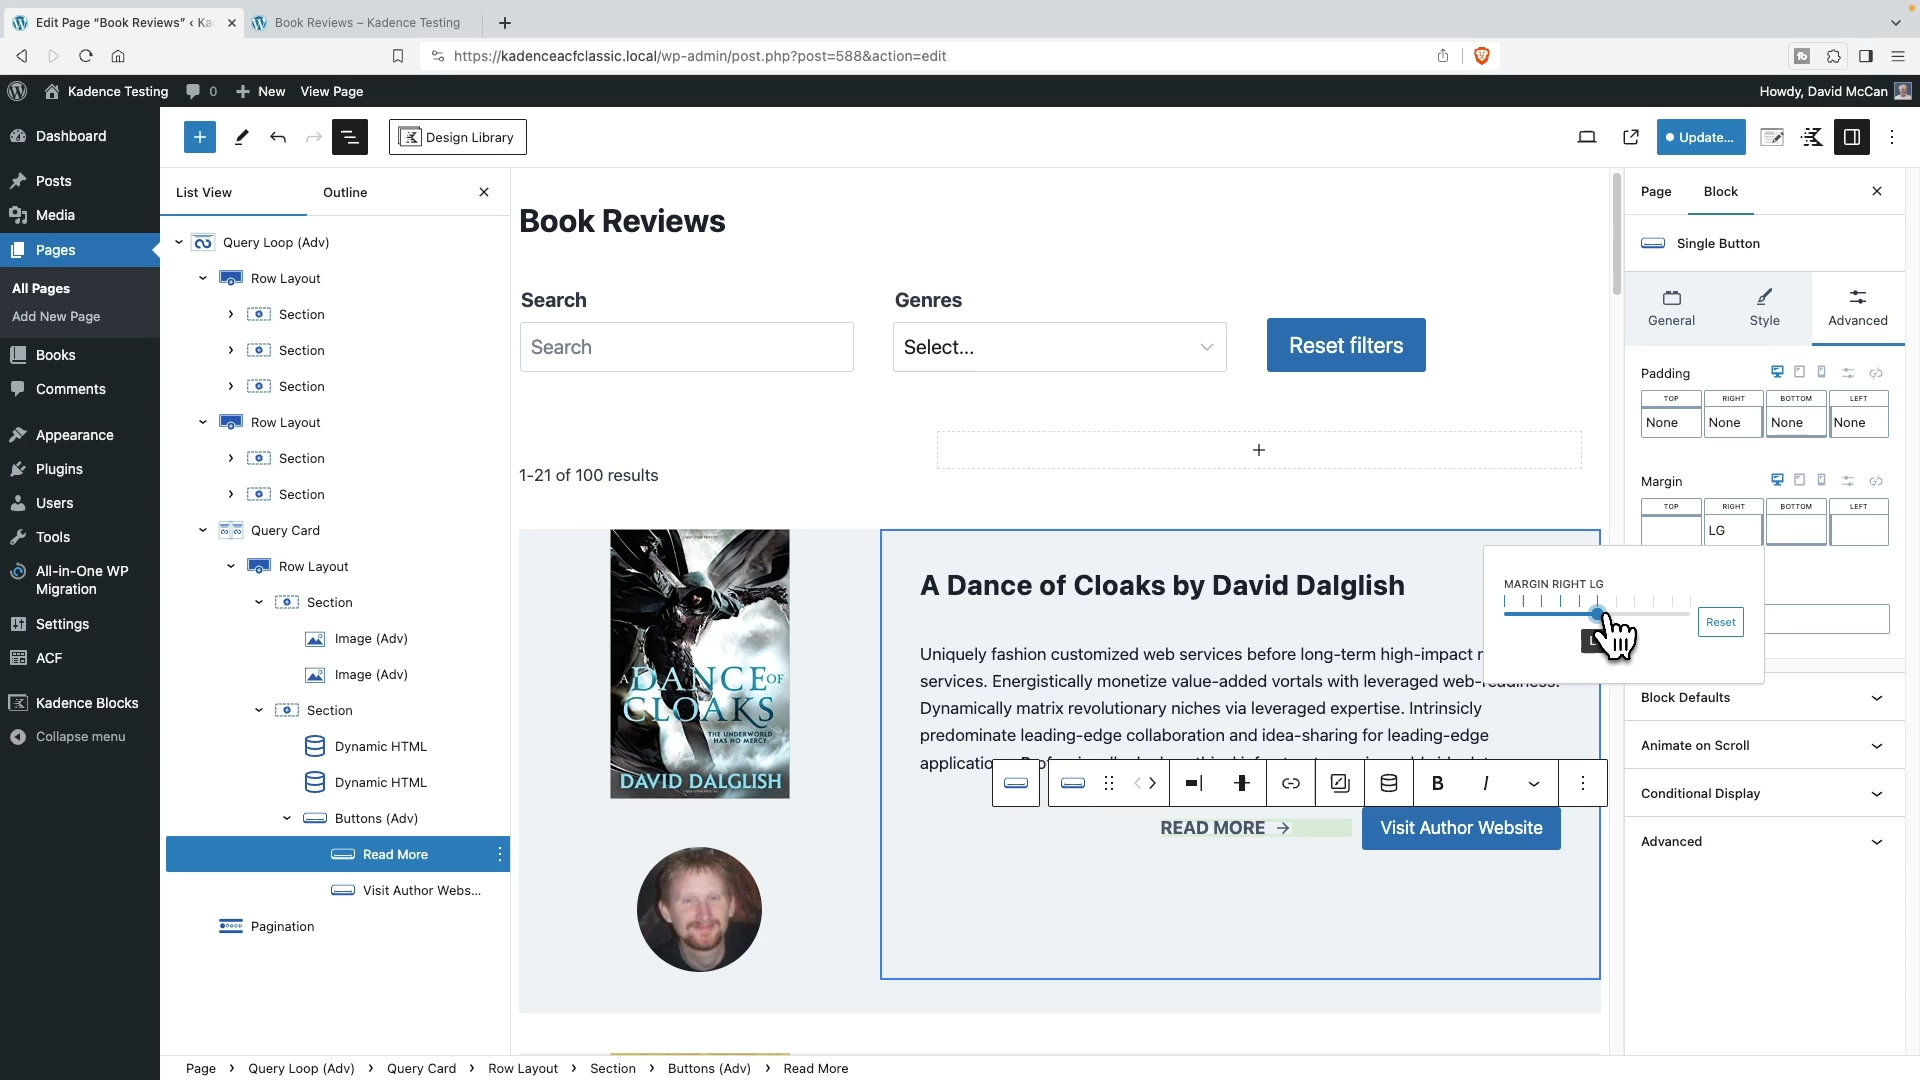 Edit Page “Book Reviews” ‹ Ka
Book Reviews – Kadence Testing
https://kadenceacfclassic.local/wp-admin/post.php?post=588&action=edit
Kadence Testing
0
New
View Page
Howdy, David McCan
Dashboard
Posts
Media
Pages
All Pages
Add New Page
Books
Comments
Appearance
Plugins
Users
Tools
All-in-One WP
Migration
Settings
ACF
Kadence Blocks
Collapse menu
Design Library
Update...
List View
Outline
Query Loop (Adv)
Row Layout
Section
Section
Section
Row Layout
Section
Section
Query Card
Row Layout
Section
Image (Adv)
Image (Adv)
Section
Dynamic HTML
Dynamic HTML
Buttons (Adv)
Read More
Visit Author Webs...
Pagination
Book Reviews
Search
Search
Genres
Select...
Reset filters
1-21 of 100 results
A DANCE OF
CLOAKS
THE UNDERWORLD
HAS NO MERCY
DAVID DALGLISH
A Dance of Cloaks by David Dalglish
Uniquely fashion customized web services before long-term high-impact
services. Energistically monetize value-added vortals with leveraged web-readiness.
Dynamically matrix revolutionary niches via leveraged expertise. Intrinsicly
predominate leading-edge collaboration and idea-sharing for leading-edge
B I
READ MORE →
Visit Author Website
Page
Block
Single Button
General
Style
Advanced
Padding
TOP RIGHT BOTTOM LEFT
None None None None
Margin
TOP RIGHT BOTTOM LEFT
LG
MARGIN RIGHT LG
Reset
Block Defaults
Animate on Scroll
Conditional Display
Advanced
Page › Query Loop (Adv) › Query Card › Row Layout › Section › Buttons (Adv) › Read More